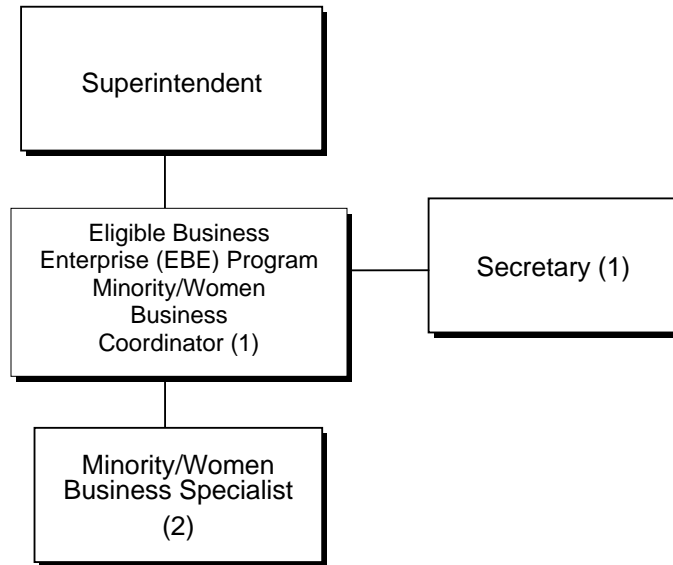 Superintendent
Eligible Business
Enterprise (EBE) Program
Minority/Women
Business
Coordinator (1)
Secretary (1)
Minority/Women
Business Specialist
(2)